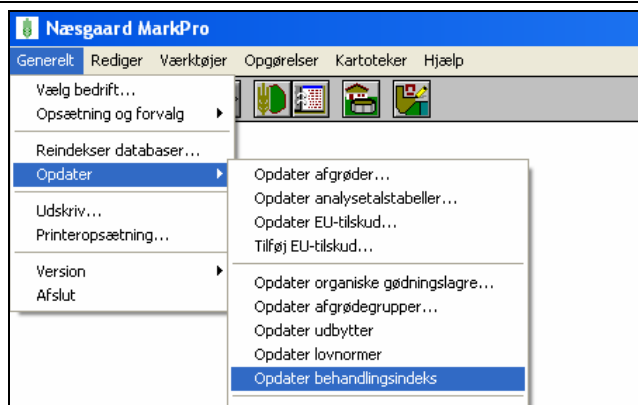 Næsgaard MarkPro
Generelt Rediger Værktøjer Opgørelser Kartoteker Hjælp
Vælg bedrift...
Opsætning og forvalg
Reindekser databaser...
Opdater
Udskriv...
Printeropsætning...
Version
Afslut
Opdater afgrøder...
Opdater analysetalstabeller...
Opdater EU-tilskud...
Tilføj EU-tilskud...
Opdater organiske gødningslagre...
Opdater afgrødegrupper...
Opdater udbytter
Opdater lovnormer
Opdater behandlingsindeks